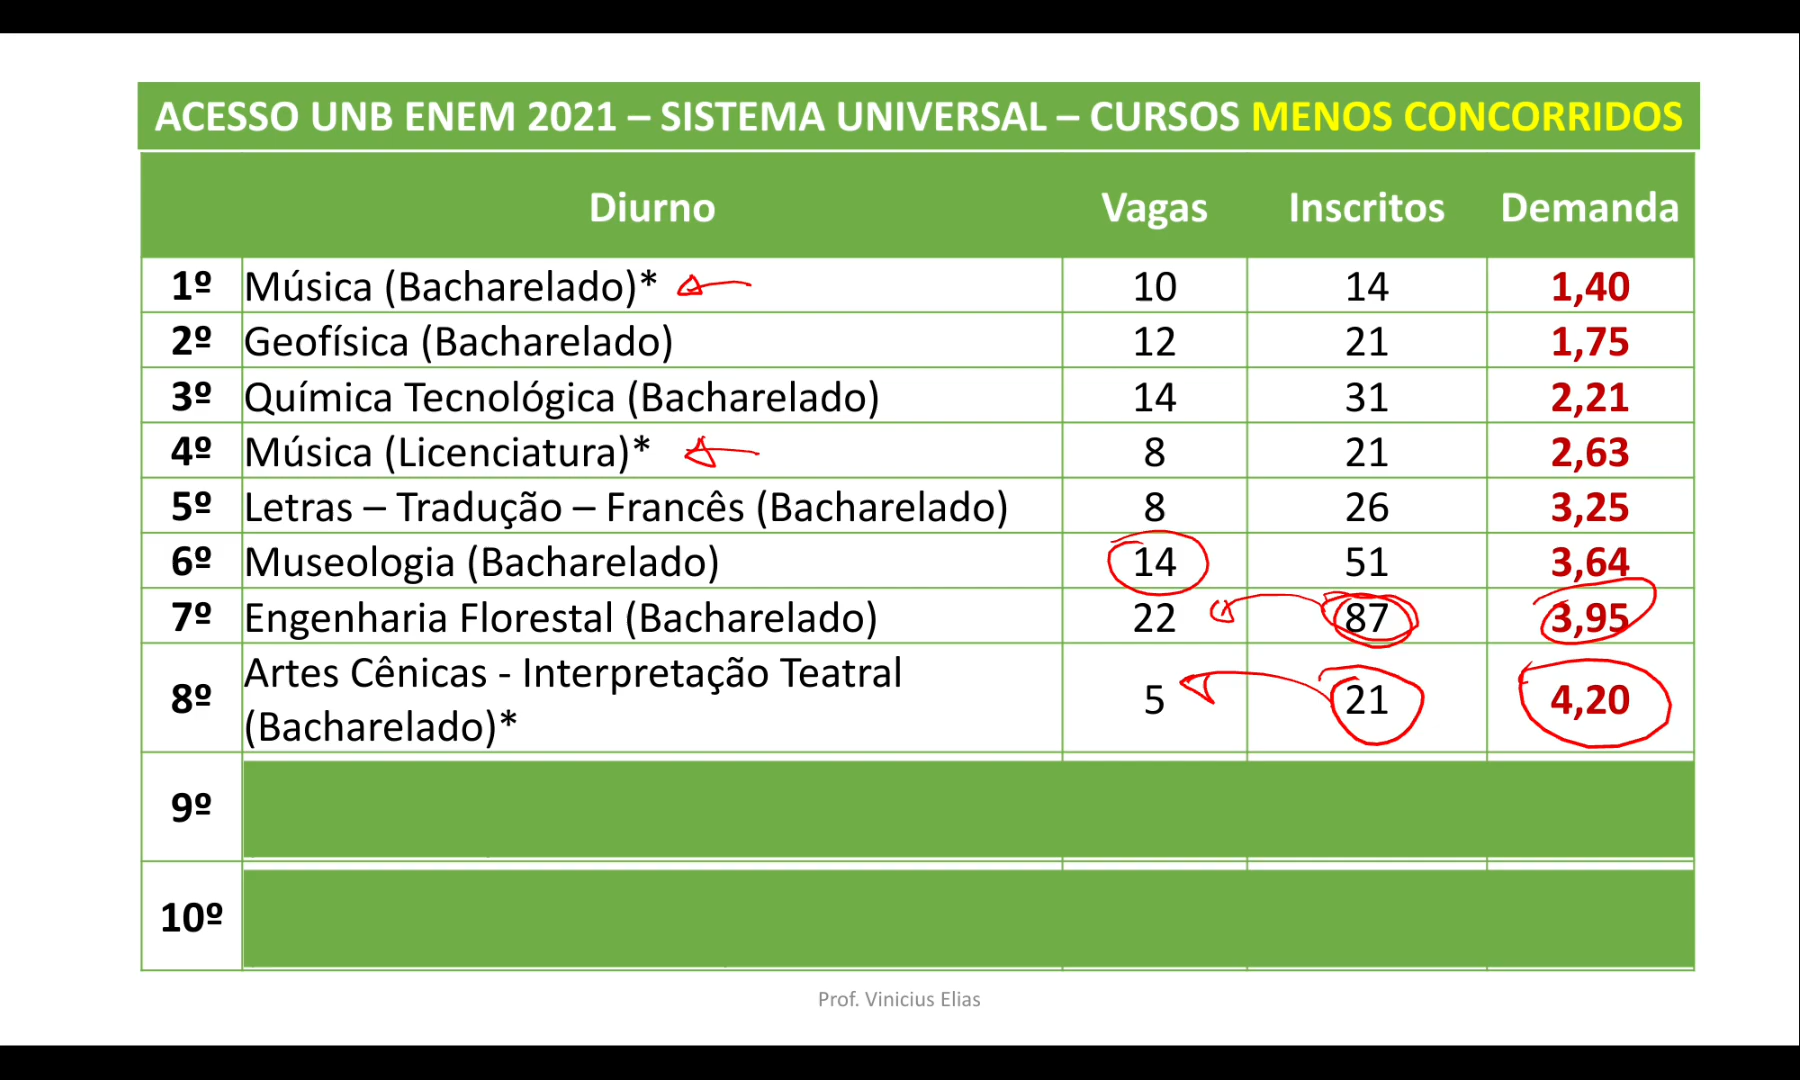 ACESSO UNB ENEM 2021 – SISTEMA UNIVERSAL – CURSOS MENOS CONCORRIDOS
Diurno Vagas Inscritos Demanda
1º Música (Bacharelado)* 10 14 1,40
2º Geofísica (Bacharelado) 12 21 1,75
3º Química Tecnológica (Bacharelado) 14 31 2,21
4º Música (Licenciatura)* 8 21 2,63
5º Letras – Tradução – Francês (Bacharelado) 8 26 3,25
6º Museologia (Bacharelado) 14 51 3,64
7º Engenharia Florestal (Bacharelado) 22 87 3,95
8º Artes Cênicas - Interpretação Teatral
(Bacharelado)* 5 21 4,20
9º
10º
Prof. Vinicius Elias